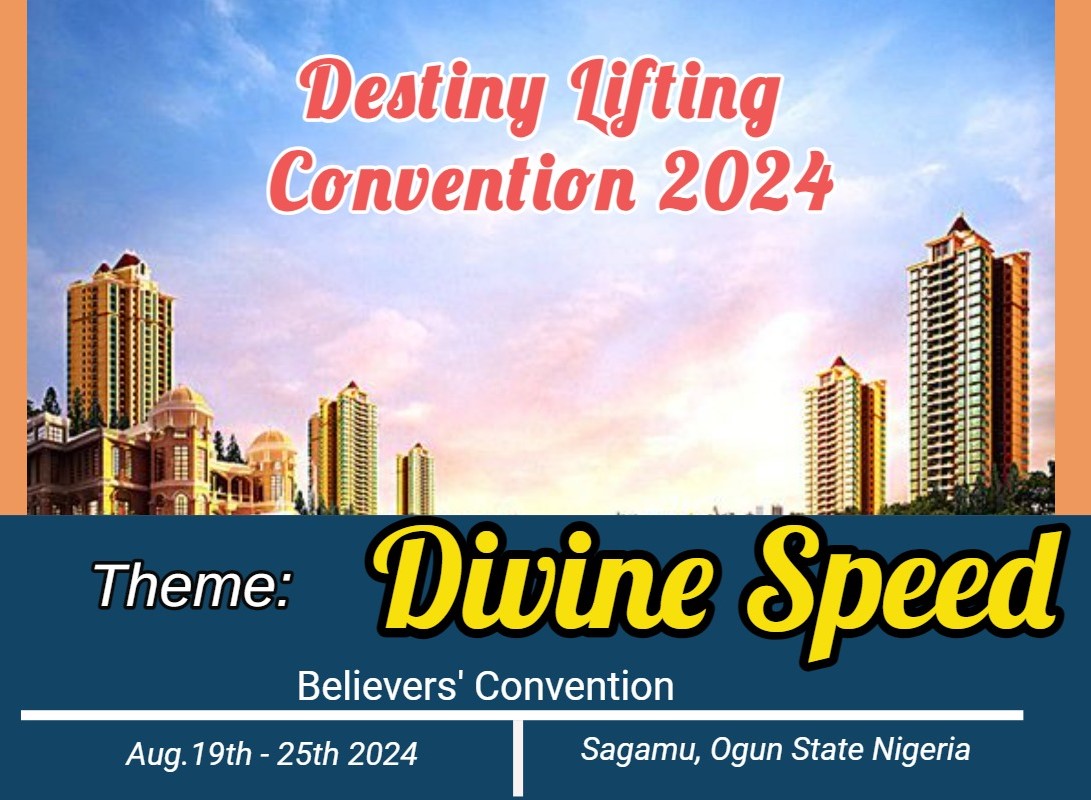 Destiny Lifting
Convention 2024
Theme: Divine Speed
Believers' Convention
Aug.19th - 25th 2024
Sagamu, Ogun State Nigeria